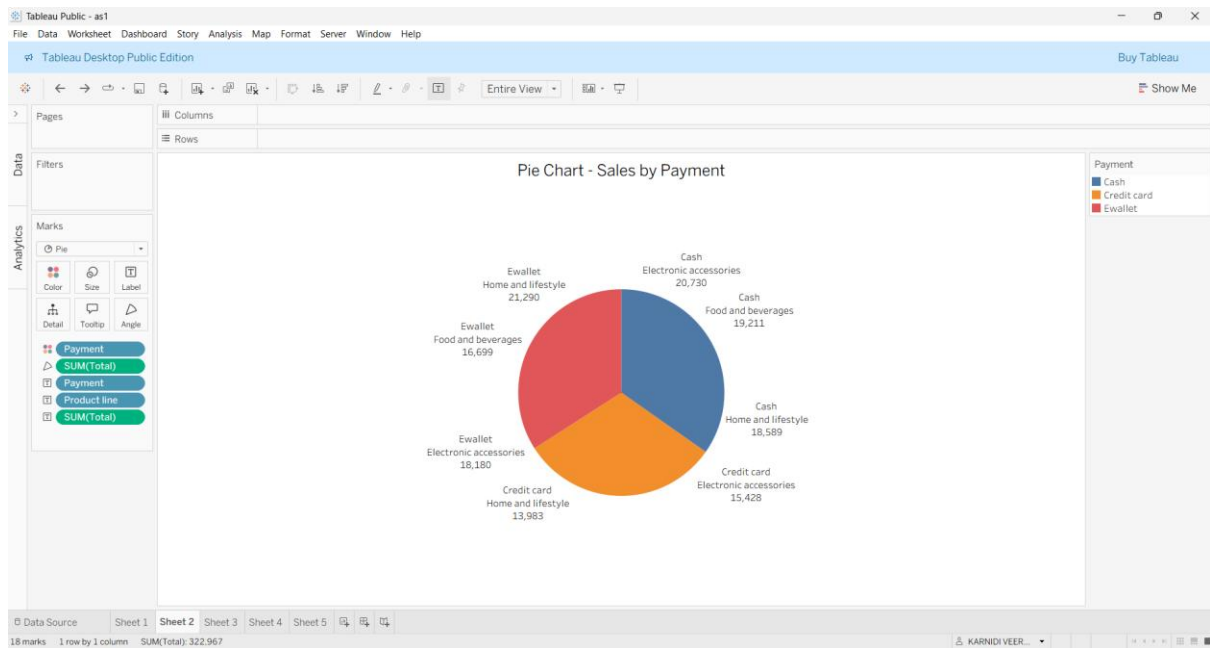 Tableau Public - as1
File Data Worksheet Dashboard Story Analysis Map Format Server Window Help
Tableau Desktop Public Edition
Buy Tableau
Entire View
Show Me
Pages
Columns
Rows
Data
Analytics
Filters
Marks
Pie
Color Size Label
Detail Tooltip Angle
Payment
SUM(Total)
Payment
Product line
SUM(Total)
Pie Chart - Sales by Payment
Cash
Electronic accessories
20,730
Cash
Food and beverages
19,211
Cash
Home and lifestyle
18,589
Credit card
Electronic accessories
15,428
Credit card
Home and lifestyle
13,983
Ewallet
Electronic accessories
18,180
Ewallet
Food and beverages
16,699
Ewallet
Home and lifestyle
21,290
Payment
Cash
Credit card
Ewallet
Data Source Sheet 1 Sheet 2 Sheet 3 Sheet 4 Sheet 5
18 marks 1 row by 1 column SUM(Total): 322,967
KARNIDI VEER...